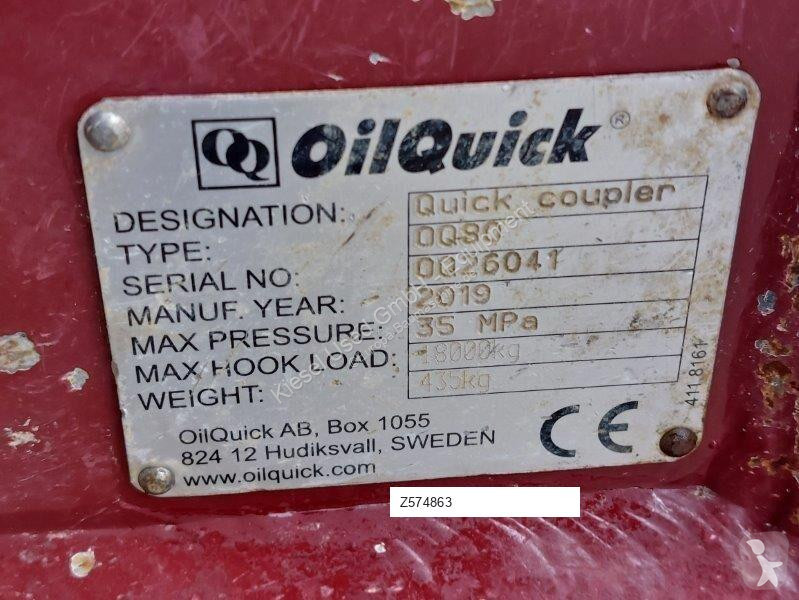 OilQuick®
DESIGNATION: Quick coupler
TYPE: OQ80
SERIAL NO: OQ26041
MANUF. YEAR: 2019
MAX PRESSURE: 35 MPa
MAX HOOK LOAD: 18000kg
WEIGHT: 435kg
411 8161
OilQuick AB, Box 1055
824 12 Hudiksvall, SWEDEN
www.oilquick.com
CE
Z574863